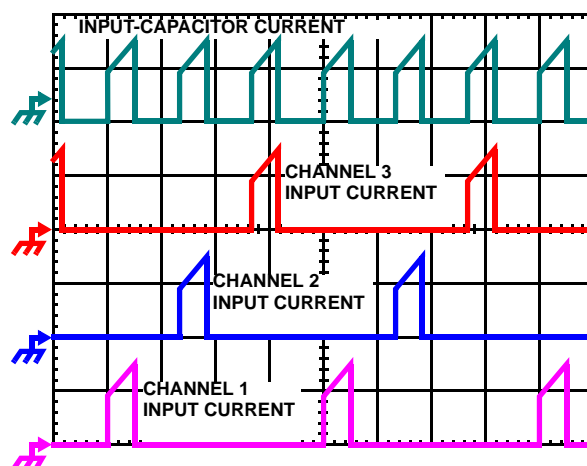 INPUT-CAPACITOR CURRENT
CHANNEL 3
INPUT CURRENT
CHANNEL 2
INPUT CURRENT
CHANNEL 1
INPUT CURRENT